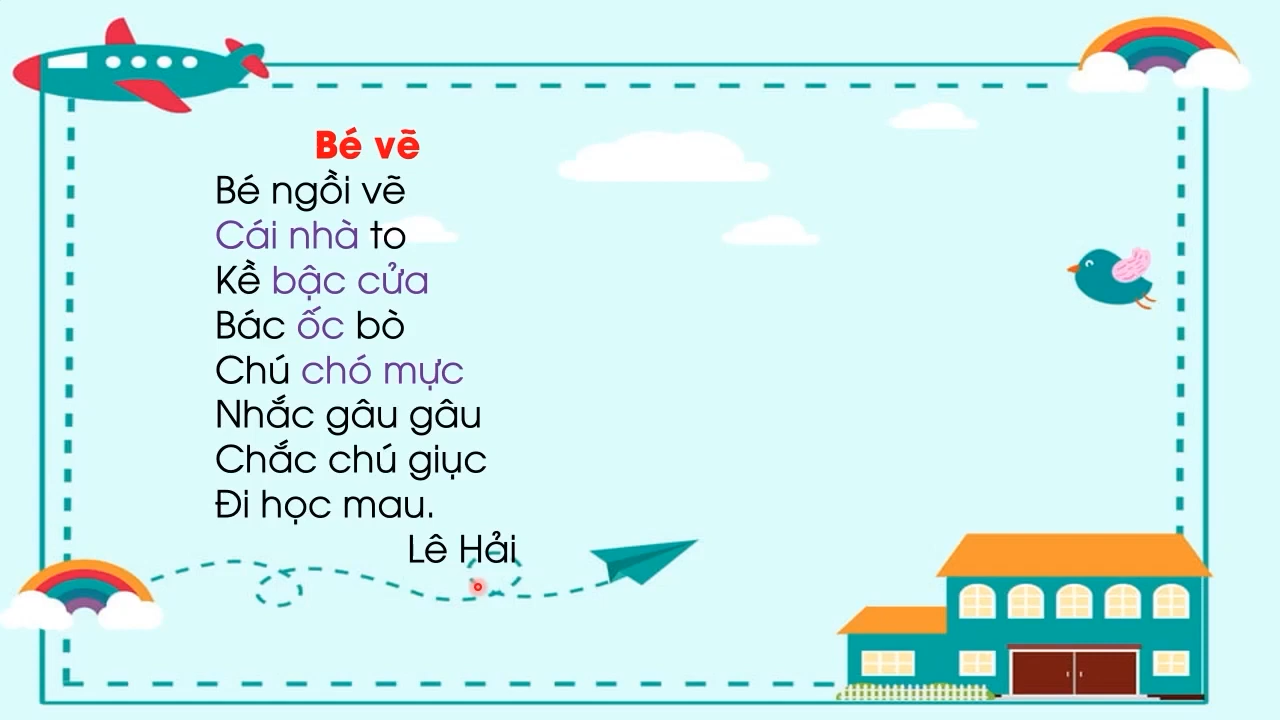 Bé vẽ
Bé ngồi vẽ
Cái nhà to
Kề bậc cửa
Bác ốc bò
Chú chó mực
Nhắc gâu gâu
Chắc chú giục
Đi học mau.
Lê Hải